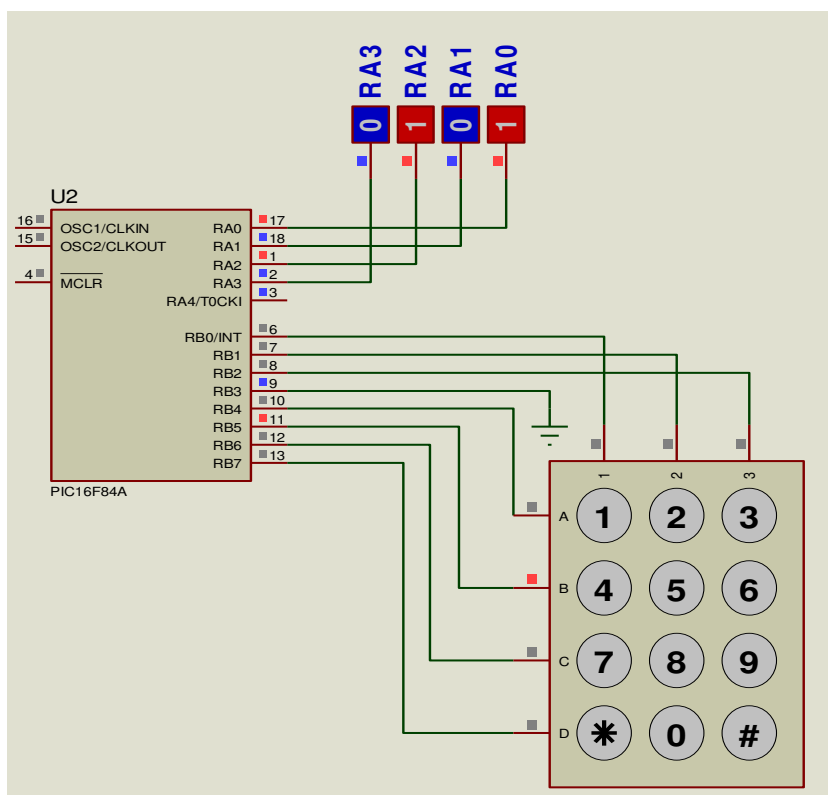 RA3 RA2 RA1 RA0
0 1 0 1
U2
16 OSC1/CLKIN RA0 17
15 OSC2/CLKOUT RA1 18
RA2 1
4 MCLR RA3 2
RA4/T0CKI 3
RB0/INT 6
RB1 7
RB2 8
RB3 9
RB4 10
RB5 11
RB6 12
RB7 13
PIC16F84A
1 2 3
A 1 2 3
B 4 5 6
C 7 8 9
D * 0 #